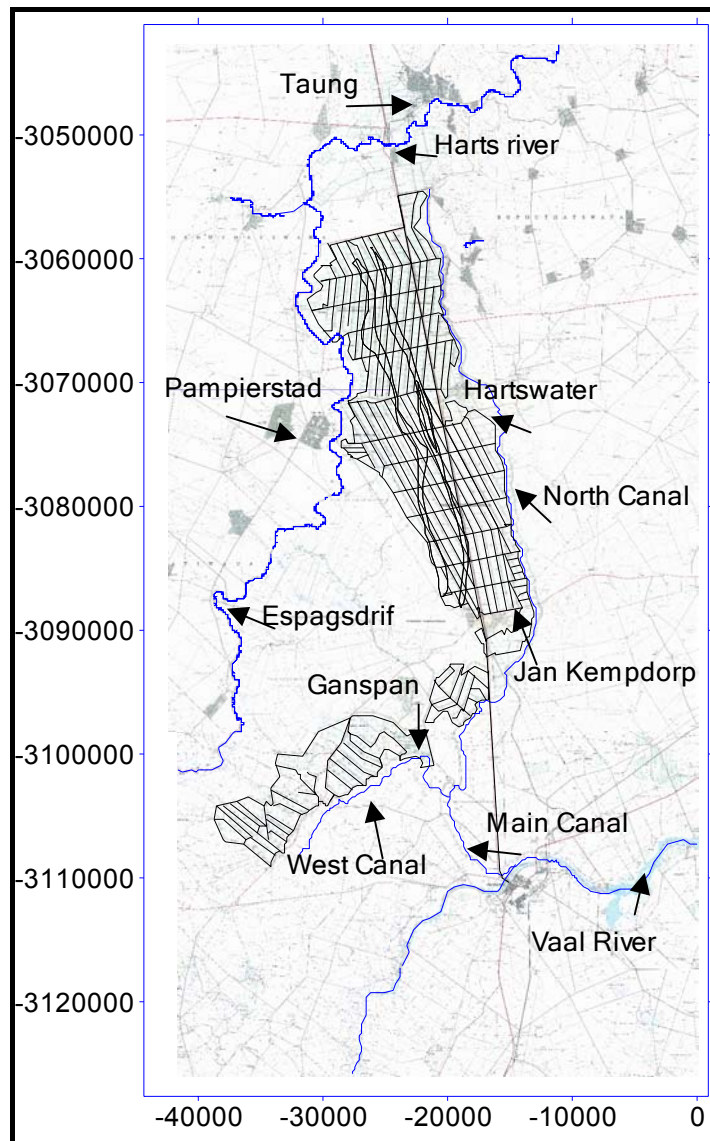 Taung
-3050000
Harts river
-3060000
-3070000
Pampierstad
Hartswater
-3080000
North Canal
Espagsdrif
-3090000
Jan Kempdorp
Ganspan
-3100000
Main Canal
West Canal
-3110000
Vaal River
-3120000
-40000 -30000 -20000 -10000 0